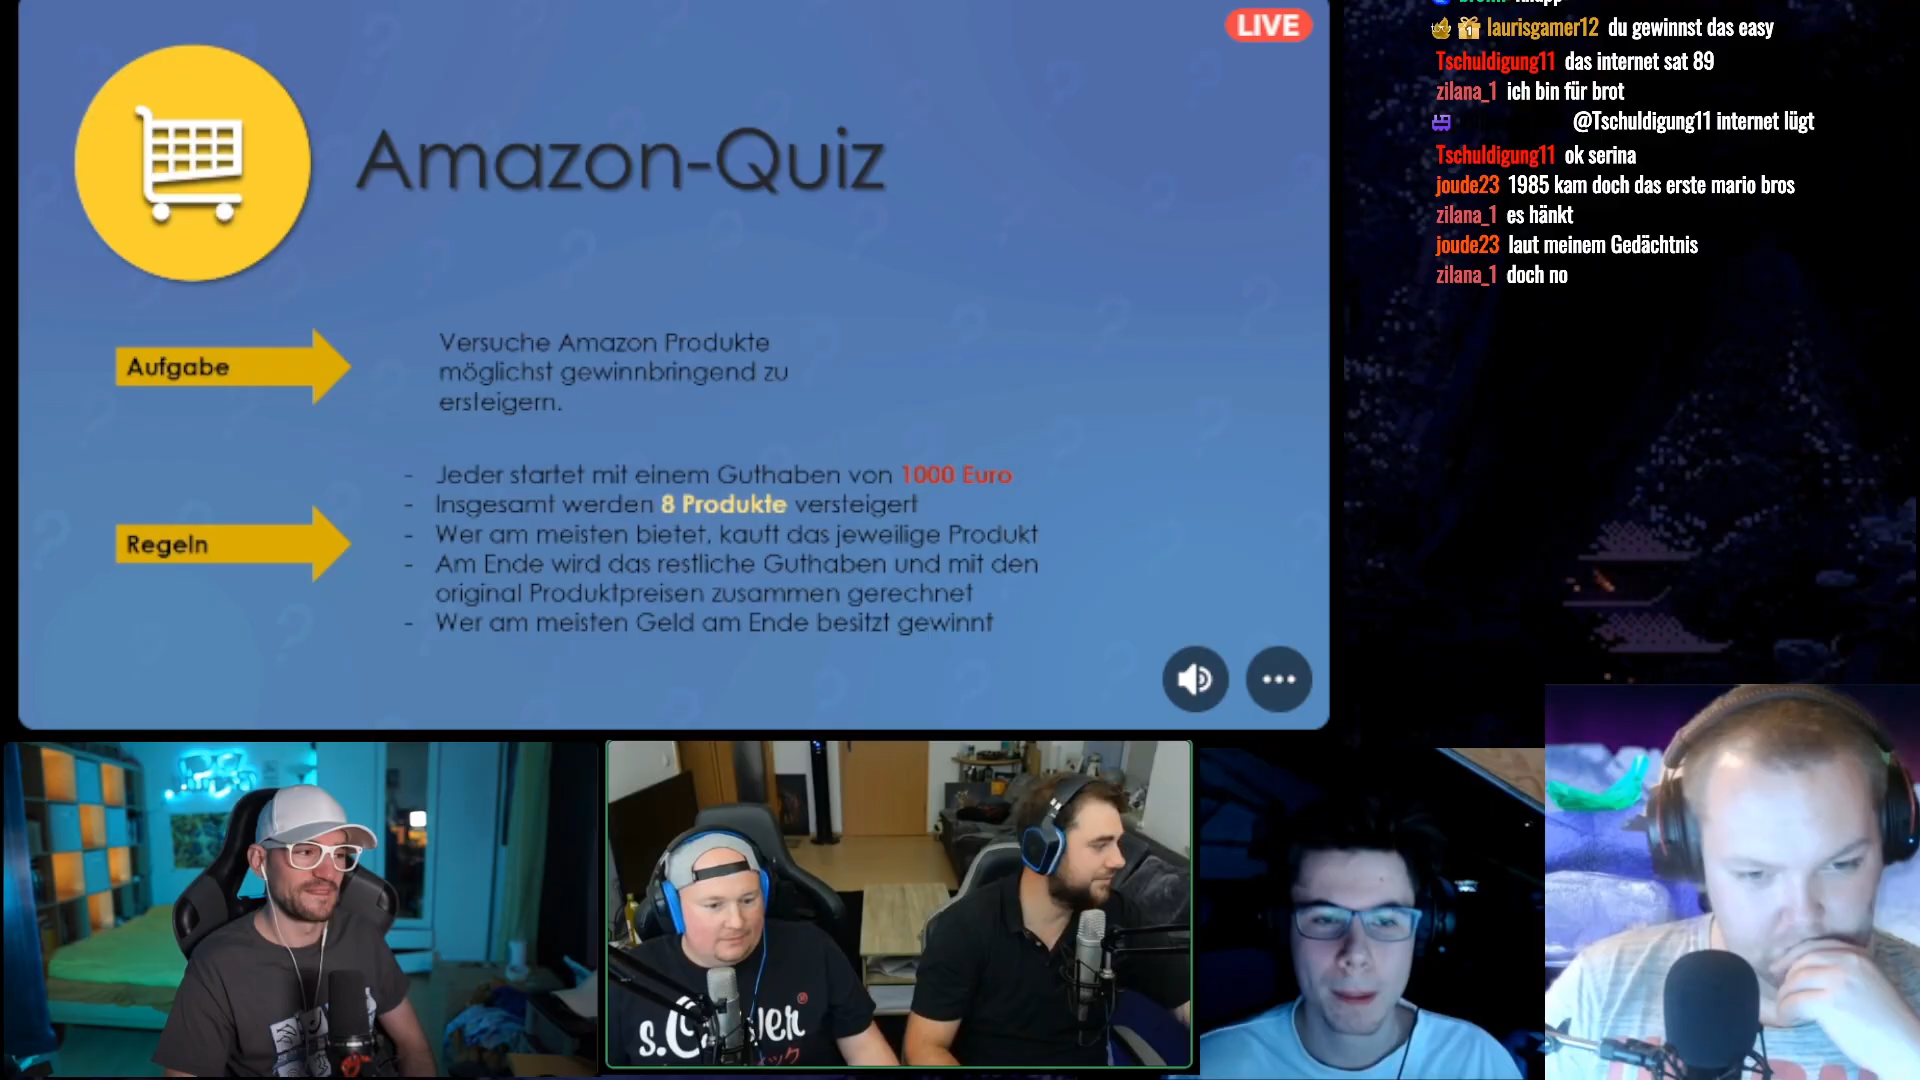 LIVE
Amazon-Quiz
Aufgabe
Versuche Amazon Produkte
möglichst gewinnbringend zu
ersteigern.
Regeln
- Jeder startet mit einem Guthaben von 1000 Euro
- Insgesamt werden 8 Produkte versteigert
- Wer am meisten bietet, kauft das jeweilige Produkt
- Am Ende wird das restliche Guthaben und mit den
original Produktpreisen zusammen gerechnet
- Wer am meisten Geld am Ende besitzt gewinnt
laurisgamer12 du gewinnst das easy
Tschuldigung11 das internet sat 89
zilana_1 ich bin für brot
@Tschuldigung11 internet lügt
Tschuldigung11 ok serina
joude23 1985 kam doch das erste mario bros
zilana_1 es hänkt
joude23 laut meinem Gedächtnis
zilana_1 doch no